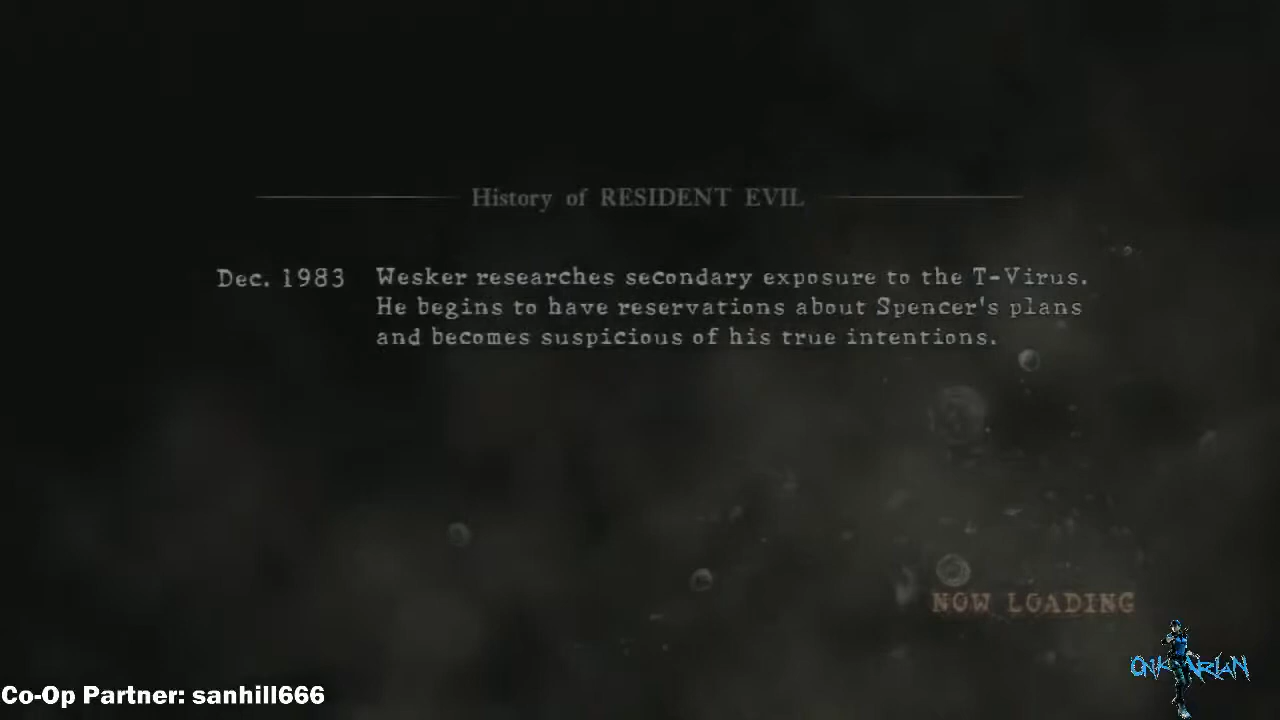 History of RESIDENT EVIL
Dec. 1983 Wesker researches secondary exposure to the T-Virus.
He begins to have reservations about Spencer's plans
and becomes suspicious of his true intentions.
NOW LOADING
Co-Op Partner: sanhill666